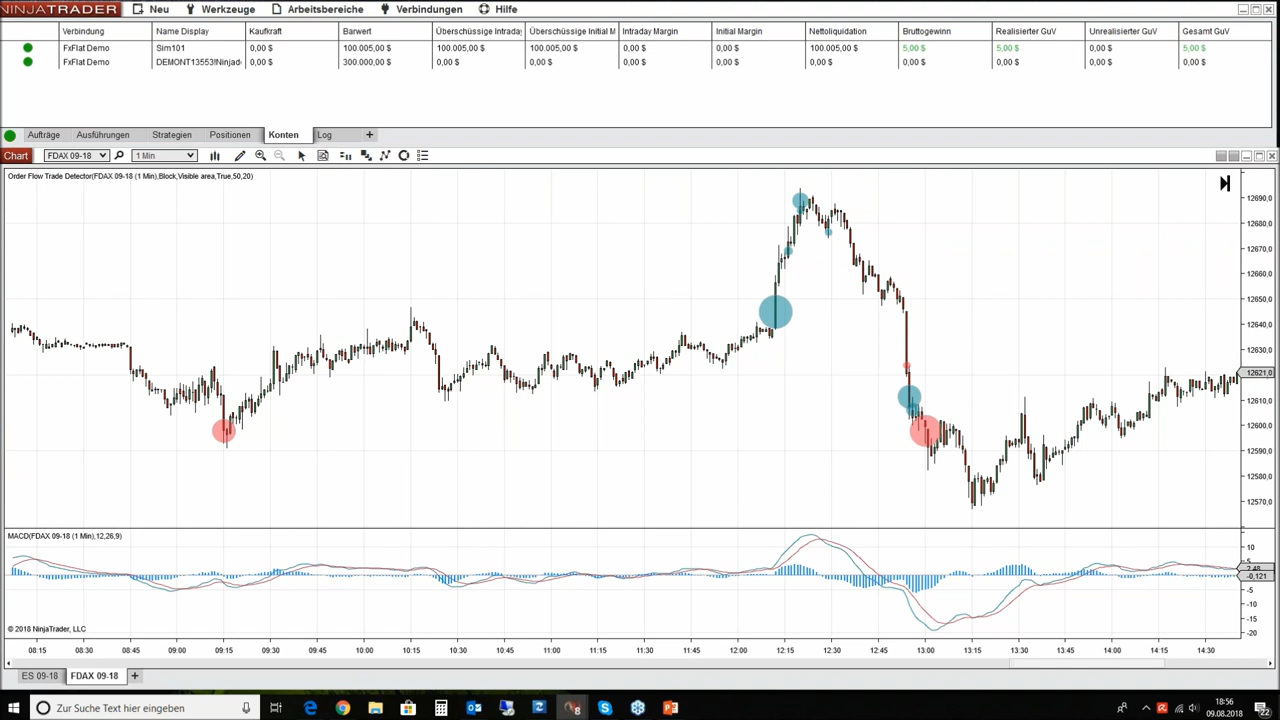 NINJATRADER Neu Werkzeuge Arbeitsbereiche Verbindungen Hilfe
Verbindung Name Display Kaufkraft Barwert Überschüssige Intraday Überschüssige Initial M Intraday Margin Initial Margin Nettoliquidation Bruttogewinn Realisierter GuV Unrealisierter GuV Gesamt GuV
FxFlat Demo Sim101 0,00 $ 100.005,00 $ 100.005,00 $ 100.005,00 $ 0,00 $ 0,00 $ 100.005,00 $ 5,00 $ 5,00 $ 0,00 $ 5,00 $
FxFlat Demo DEMONT13553!Ninjad 0,00 $ 300.000,00 $ 0,00 $ 0,00 $ 0,00 $ 0,00 $ 0,00 $ 0,00 $ 0,00 $ 0,00 $ 0,00 $
Aufträge Ausführungen Strategien Positionen Konten Log +
Chart FDAX 09-18 1 Min
Order Flow Trade Detector(FDAX 09-18 (1 Min),Block,Visible area,True,50,20)
12690,0
12680,0
12670,0
12660,0
12650,0
12640,0
12630,0
12621,0
12610,0
12600,0
12590,0
12580,0
12570,0
MACD(FDAX 09-18 (1 Min),12,26,9)
10
5
2,48
-0,121
-5
-10
-15
-20
© 2018 NinjaTrader, LLC
08:15 08:30 08:45 09:00 09:15 09:30 09:45 10:00 10:15 10:30 10:45 11:00 11:15 11:30 11:45 12:00 12:15 12:30 12:45 13:00 13:15 13:30 13:45 14:00 14:15 14:30
ES 09-18 FDAX 09-18 +
Zur Suche Text hier eingeben
18:56
09.08.2018
22